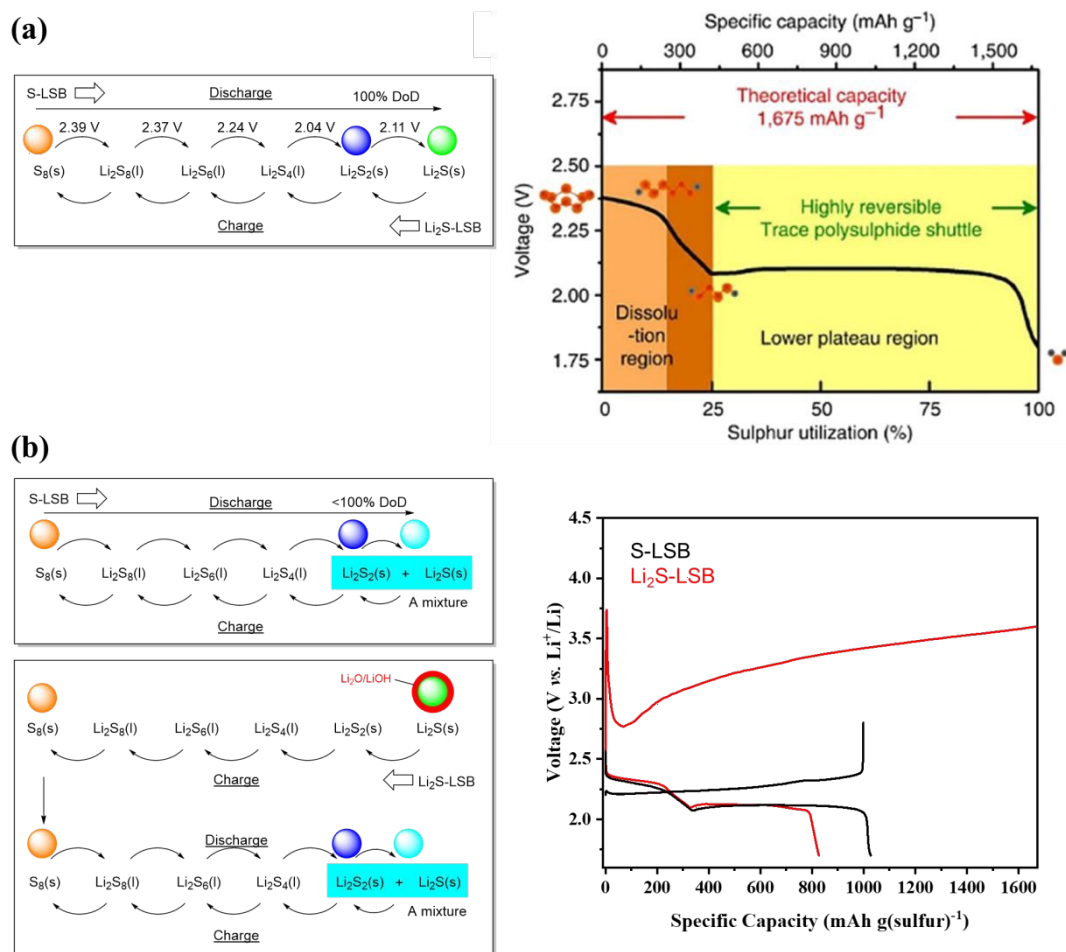 (a)
S-LSB
Discharge
100% DoD
2.39 V 2.37 V 2.24 V 2.04 V 2.11 V
S8(s) Li2S8(l) Li2S6(l) Li2S4(l) Li2S2(s) Li2S(s)
Charge
Li2S-LSB
Specific capacity (mAh g⁻¹)
0 300 600 900 1,200 1,500
Theoretical capacity
1,675 mAh g⁻¹
Highly reversible
Trace polysulphide shuttle
Dissolu
-tion
region
Lower plateau region
Voltage (V)
2.75
2.50
2.25
2.00
1.75
0 25 50 75 100
Sulphur utilization (%)
(b)
S-LSB
Discharge
<100% DoD
S8(s) Li2S8(l) Li2S6(l) Li2S4(l) Li2S2(s) + Li2S(s)
A mixture
Charge
Li2O/LiOH
S8(s) Li2S8(l) Li2S6(l) Li2S4(l) Li2S2(s) Li2S(s)
Charge
Li2S-LSB
Discharge
S8(s) Li2S8(l) Li2S6(l) Li2S4(l) Li2S2(s) + Li2S(s)
A mixture
Charge
S-LSB
Li2S-LSB
Voltage (V vs. Li⁺/Li)
4.5
4.0
3.5
3.0
2.5
2.0
0 200 400 600 800 1000 1200 1400 1600
Specific Capacity (mAh g(sulfur)⁻¹)